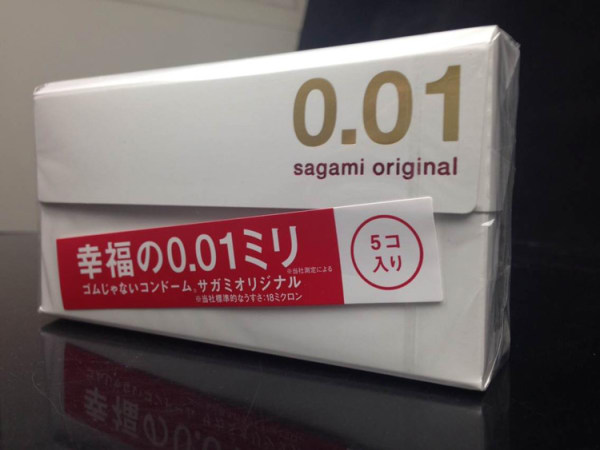 0.01
sagami original
幸福の0.01ミリ
※当社測定による
ゴムじゃないコンドーム。サガミオリジナル
※当社標準的なうすさ:18ミクロン
5コ
入り